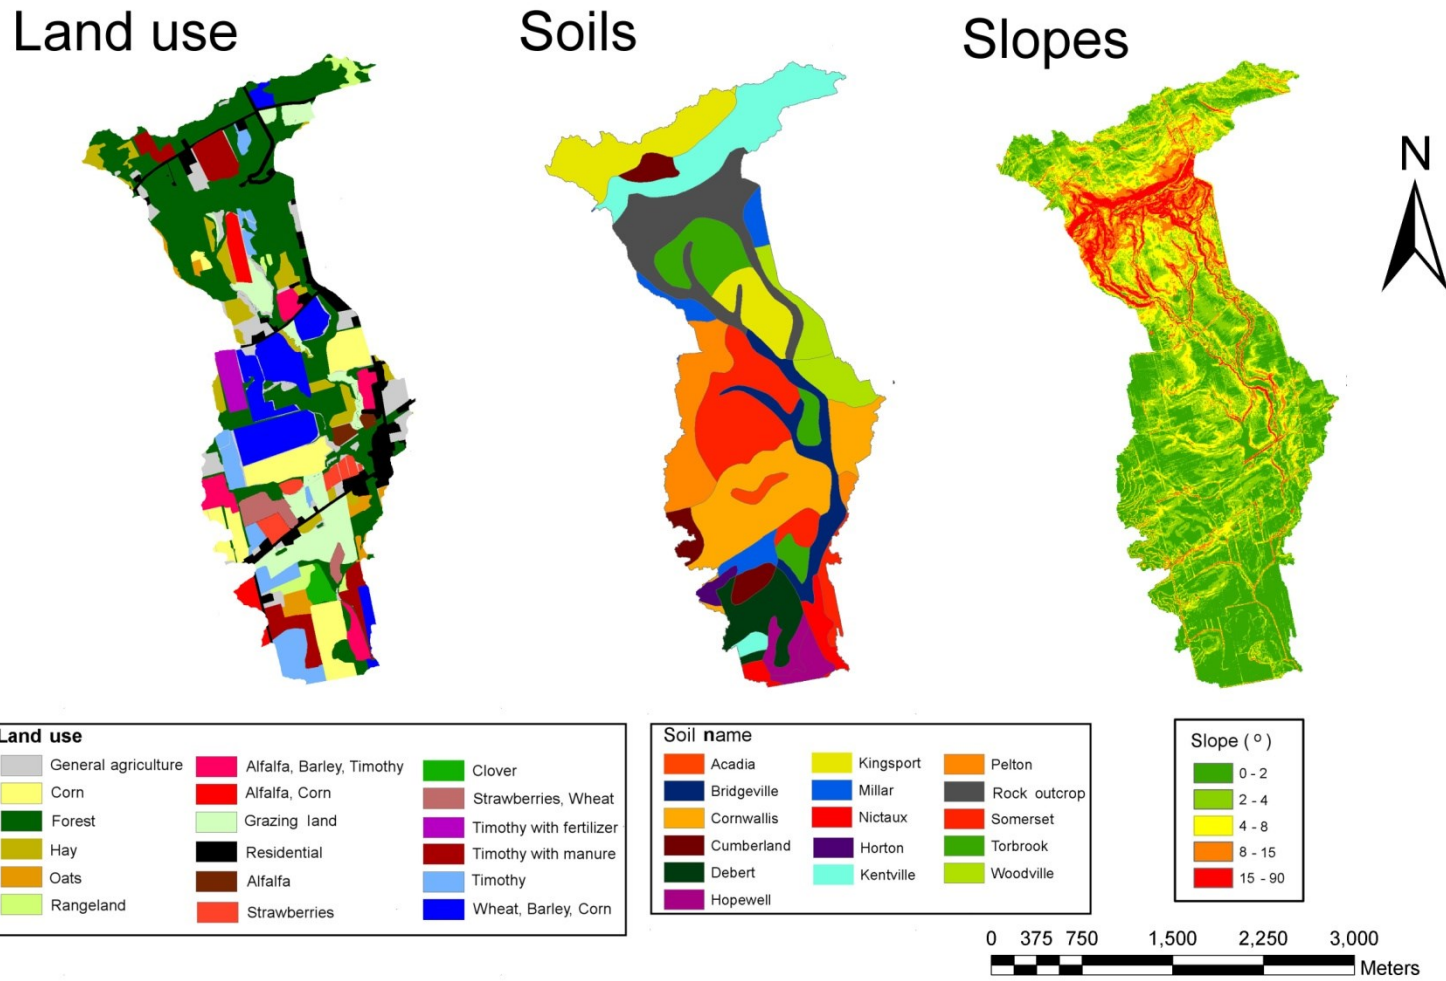 Land use
Soils
Slopes
N
Land use
General agriculture
Corn
Forest
Hay
Oats
Rangeland
Alfalfa, Barley, Timothy
Alfalfa, Corn
Grazing land
Residential
Alfalfa
Strawberries
Clover
Strawberries, Wheat
Timothy with fertilizer
Timothy with manure
Timothy
Wheat, Barley, Corn
Soil name
Acadia
Bridgeville
Cornwallis
Cumberland
Debert
Hopewell
Kingsport
Millar
Nictaux
Horton
Kentville
Pelton
Rock outcrop
Somerset
Torbrook
Woodville
Slope ( º )
0 - 2
2 - 4
4 - 8
8 - 15
15 - 90
0 375 750 1,500 2,250 3,000
Meters